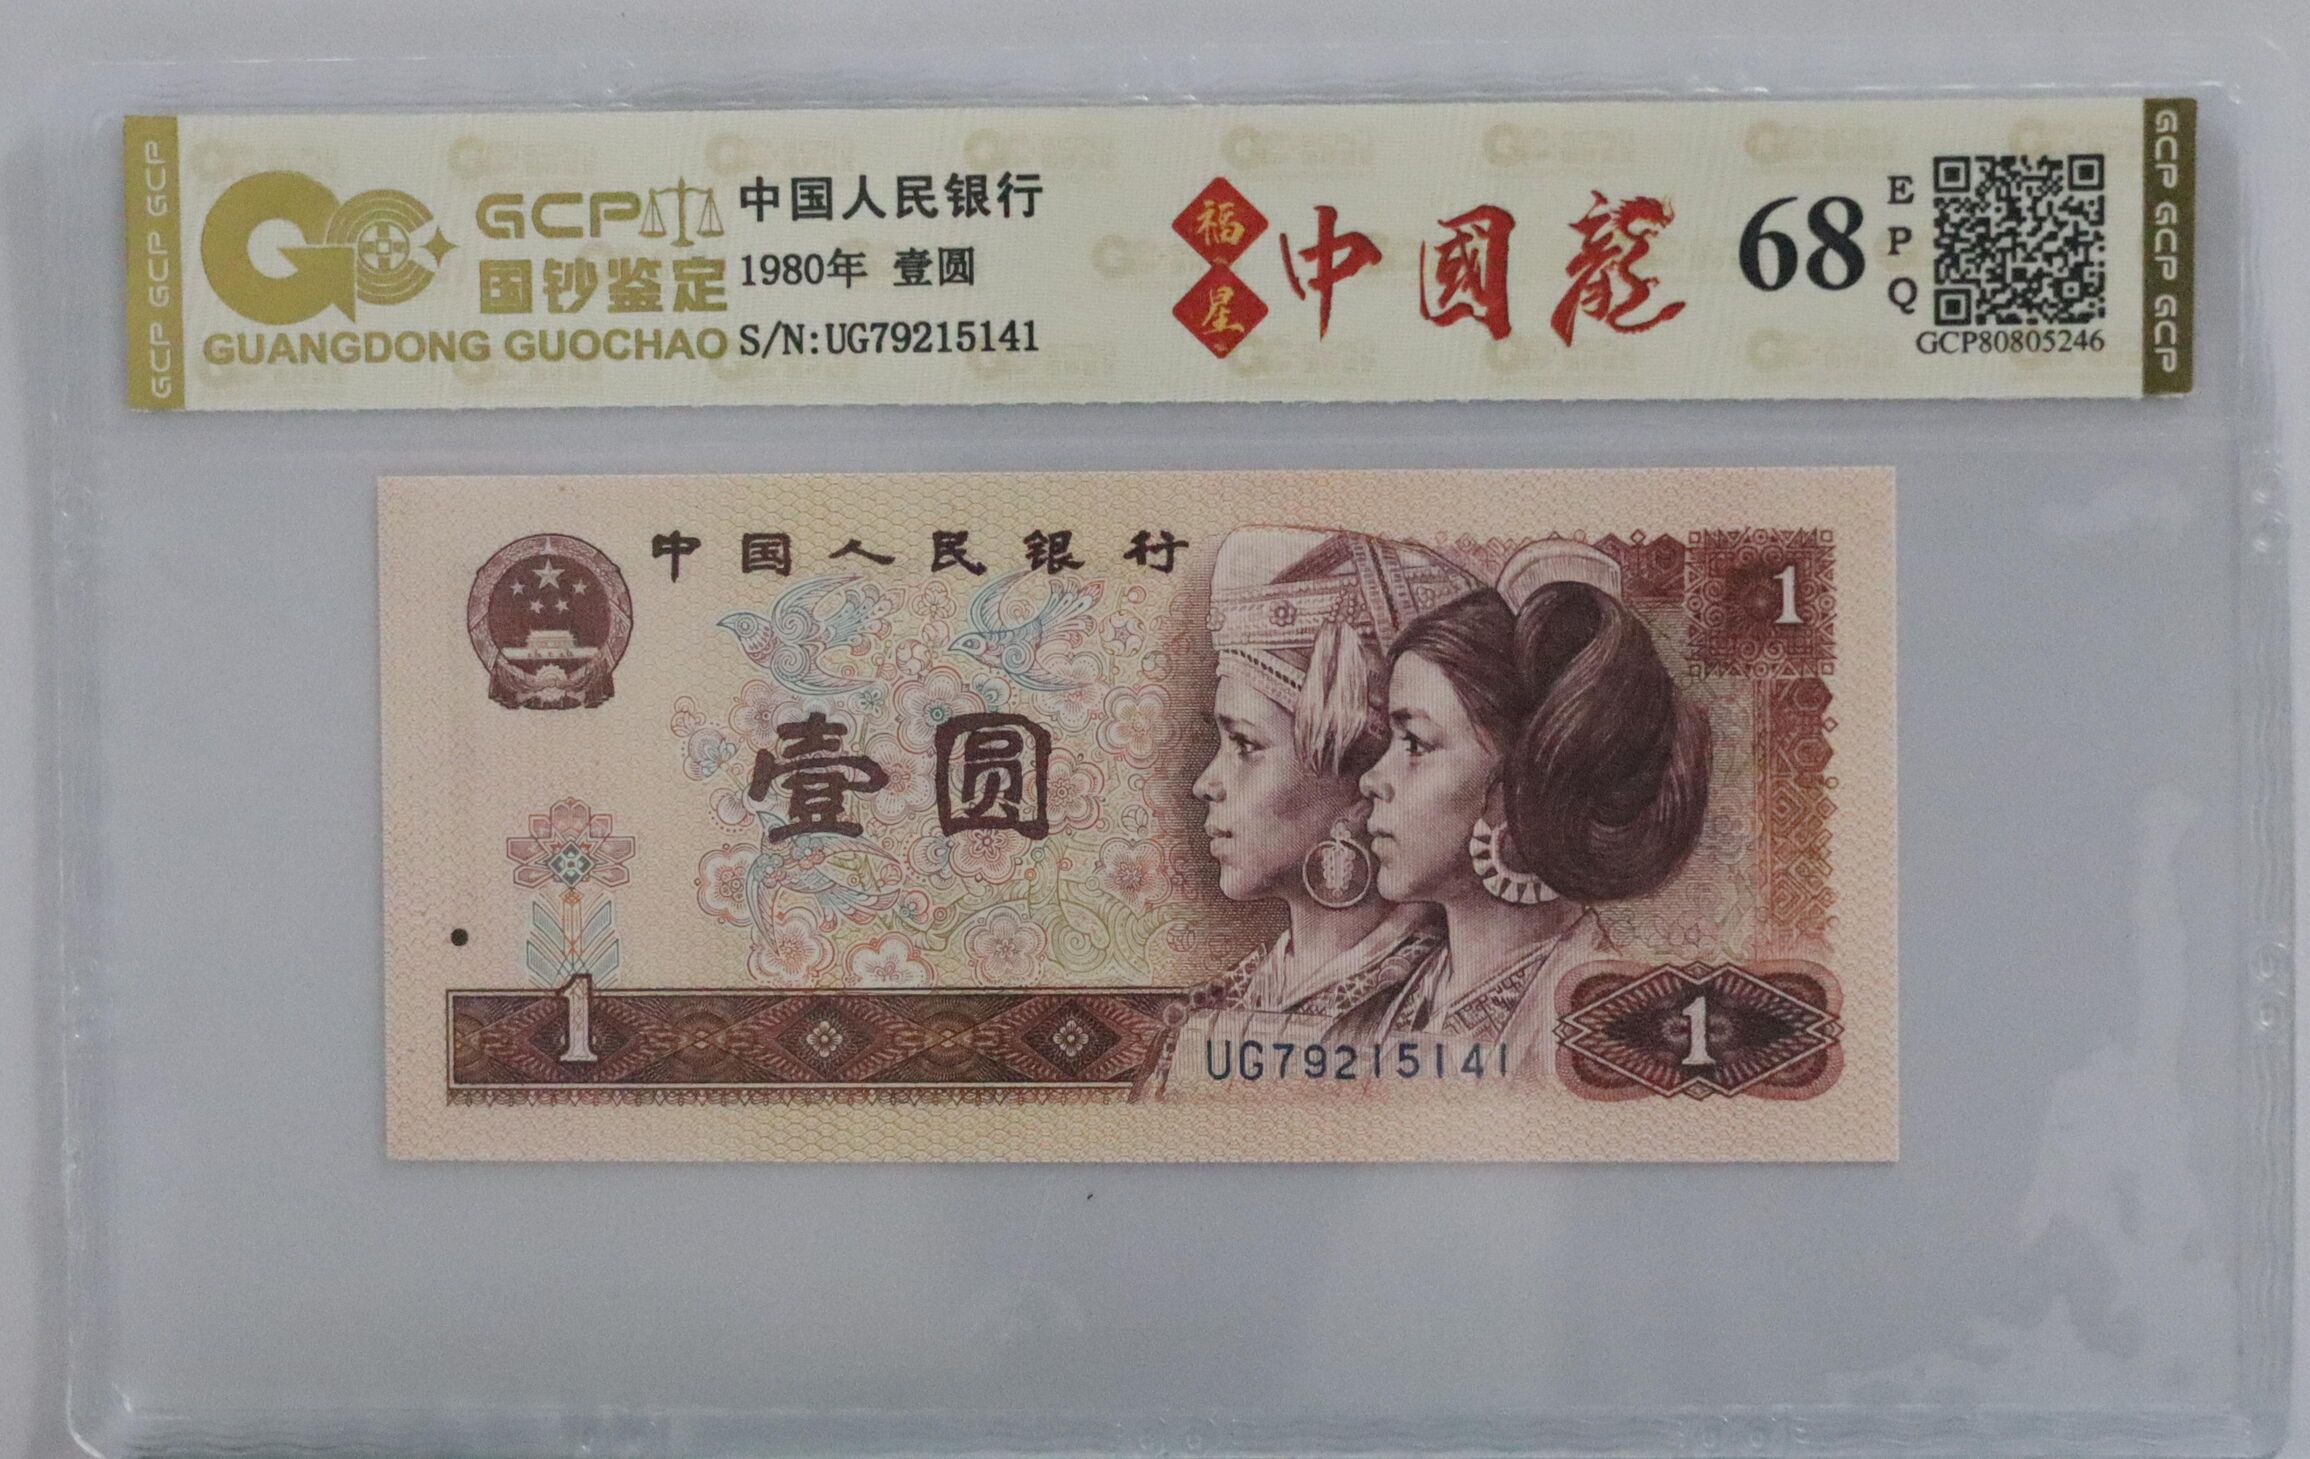 GCP GCP GCP
GCP
国钞鉴定
GUANGDONG GUOCHAO
中国人民银行
1980年 壹圆
S/N:UG79215141
福星
中國龍
68
EPQ
GCP80805246
GCP GCP GCP
中国人民银行
1
壹圆
1
UG79215141
1